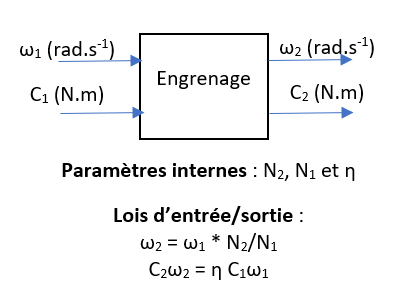 ω₁ (rad.s⁻¹)
ω₂ (rad.s⁻¹)
Engrenage
C₁ (N.m)
C₂ (N.m)
Paramètres internes : N₂, N₁ et η
Lois d’entrée/sortie :
ω₂ = ω₁ * N₂/N₁
C₂ω₂ = η C₁ω₁